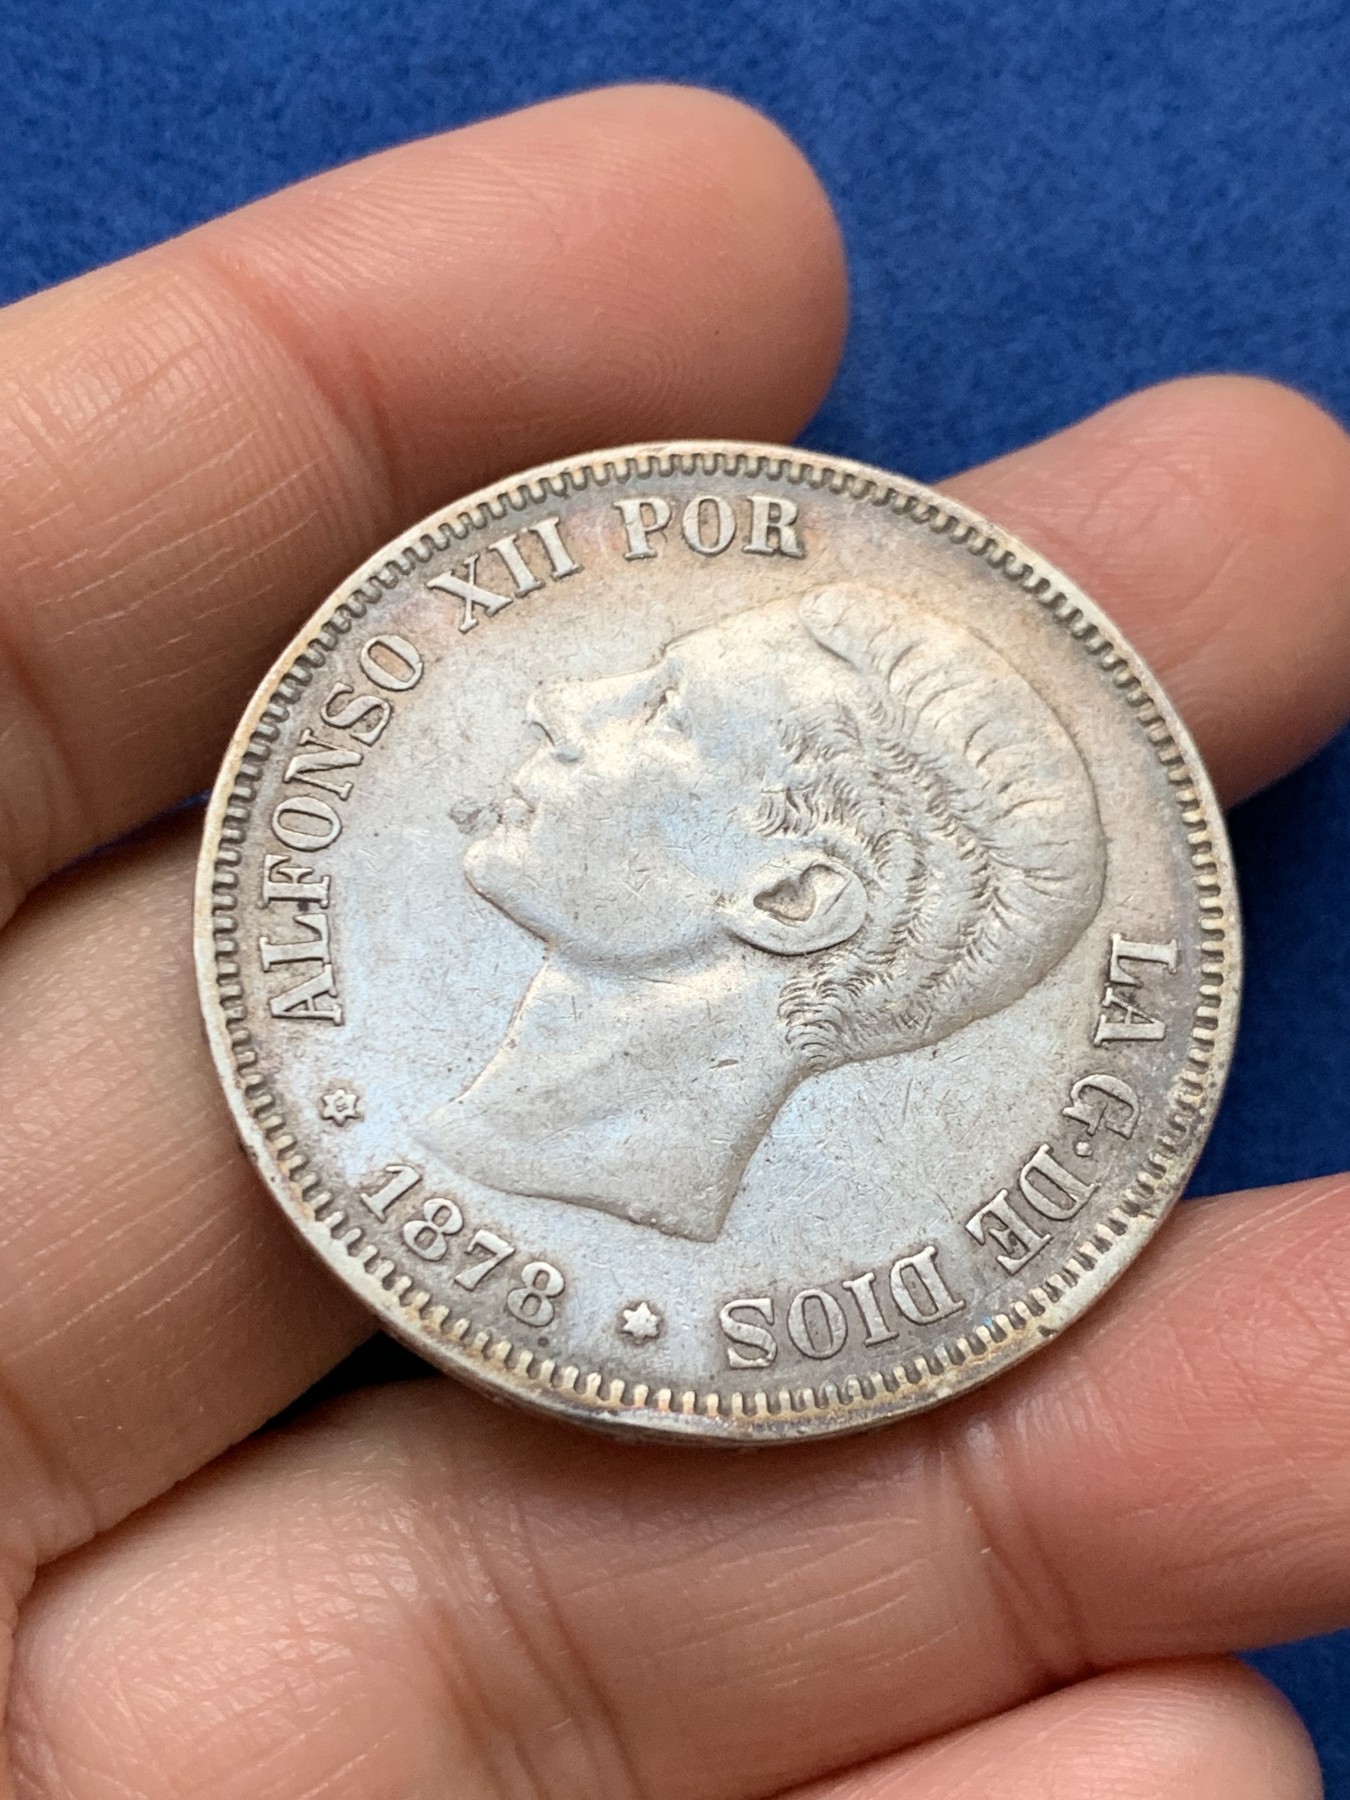 ALFONSO XII POR LA G. DE DIOS
1878